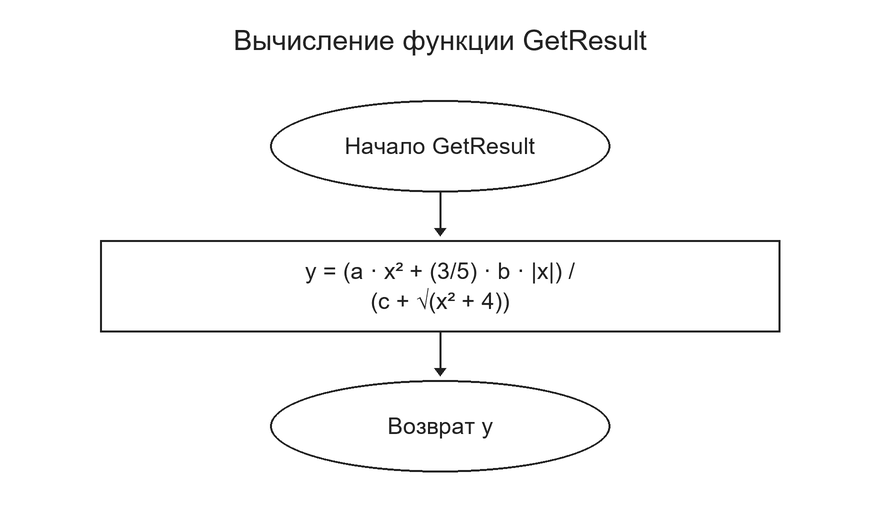 Вычисление функции GetResult
Начало GetResult
y = (a · x² + (3/5) · b · |x|) /
(c + √(x² + 4))
Возврат y